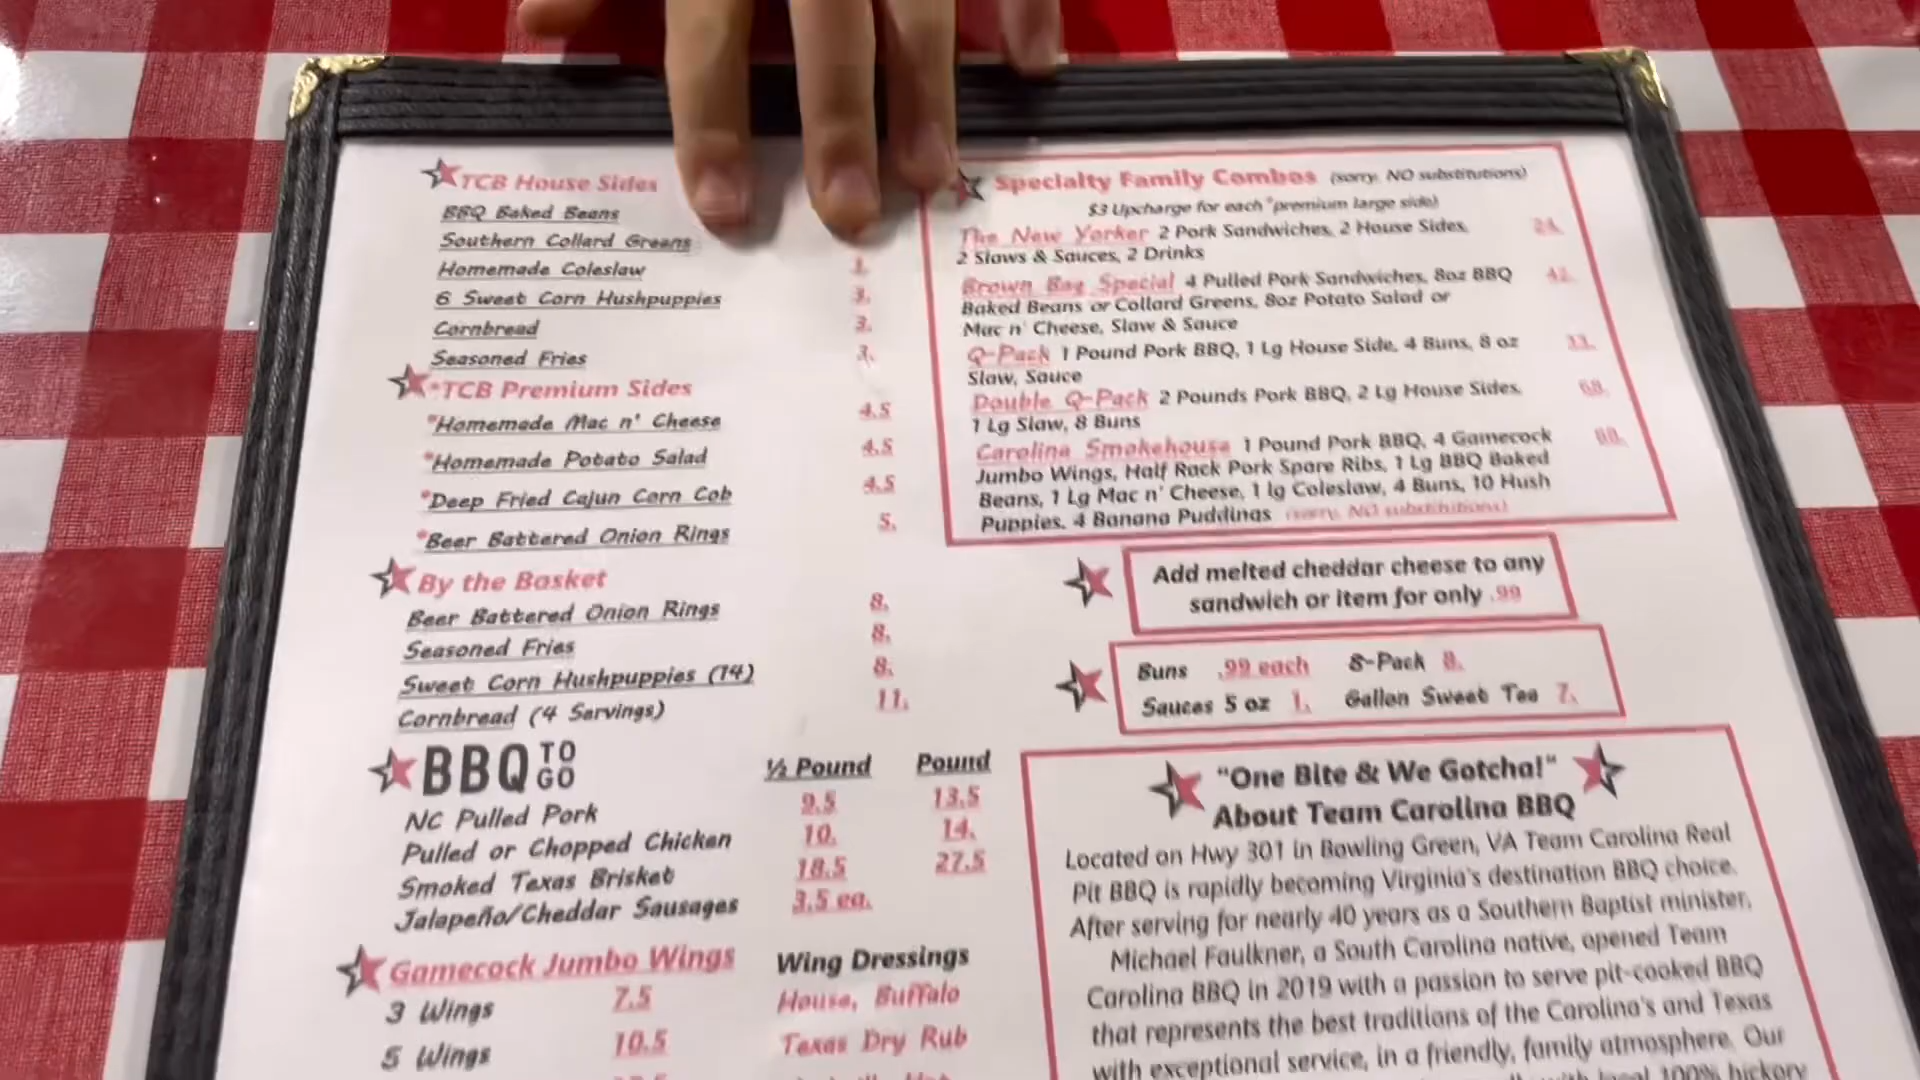 TCB House Sides
BBQ Baked Beans
Southern Collard Greens
Homemade Coleslaw 1.
6 Sweet Corn Hushpuppies 3.
Cornbread 3.
Seasoned Fries 3.
*TCB Premium Sides
*Homemade Mac n' Cheese 4.5
*Homemade Potato Salad 4.5
*Deep Fried Cajun Corn Cob 4.5
*Beer Battered Onion Rings 5.
By the Basket
Beer Battered Onion Rings 8.
Seasoned Fries 8.
Sweet Corn Hushpuppies (14) 8.
Cornbread (4 Servings) 11.
BBQ TO GO
½ Pound Pound
NC Pulled Pork 9.5 13.5
Pulled or Chopped Chicken 10. 14.
Smoked Texas Brisket 18.5 27.5
Jalapeño/Cheddar Sausages 3.5 ea.
Gamecock Jumbo Wings
3 Wings 7.5
5 Wings 10.5
Wing Dressings
House, Buffalo
Texas Dry Rub
Specialty Family Combos (sorry, NO substitutions)
$3 Upcharge for each *premium large side)
The New Yorker 2 Pork Sandwiches, 2 House Sides,
2 Slaws & Sauces, 2 Drinks
Brown Bag Special 4 Pulled Pork Sandwiches, 8oz BBQ 42.
Baked Beans or Collard Greens, 8oz Potato Salad or
Mac n' Cheese, Slaw & Sauce
Q-Pack 1 Pound Pork BBQ, 1 Lg House Side, 4 Buns, 8 oz
Slaw, Sauce
Double Q-Pack 2 Pounds Pork BBQ, 2 Lg House Sides,
1 Lg Slaw, 8 Buns
Carolina Smokehouse 1 Pound Pork BBQ, 4 Gamecock
Jumbo Wings, Half Rack Pork Spare Ribs, 1 Lg BBQ Baked
Beans, 1 Lg Mac n' Cheese, 1 lg Coleslaw, 4 Buns, 10 Hush
Puppies, 4 Banana Puddings (sorry, NO substitutions)
Add melted cheddar cheese to any
sandwich or item for only .99
Buns .99 each 8-Pack 8.
Sauces 5 oz 1. Gallon Sweet Tea 7.
"One Bite & We Gotcha!"
About Team Carolina BBQ
Located on Hwy 301 in Bowling Green, VA Team Carolina Real
Pit BBQ is rapidly becoming Virginia's destination BBQ choice.
After serving for nearly 40 years as a Southern Baptist minister,
Michael Faulkner, a South Carolina native, opened Team
Carolina BBQ in 2019 with a passion to serve pit-cooked BBQ
that represents the best traditions of the Carolina's and Texas
with exceptional service, in a friendly, family atmosphere. Our
with local 100% hickory